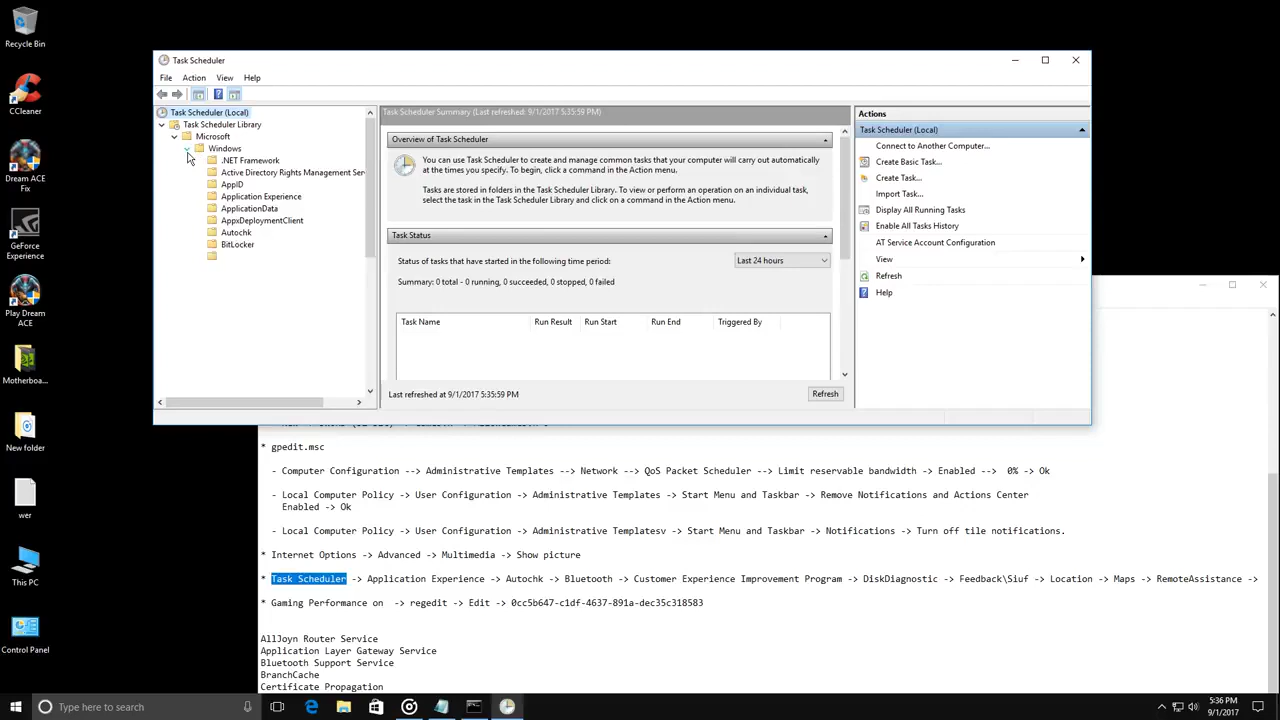 Recycle Bin
CCleaner
Dream ACE
Fix
GeForce
Experience
Play Dream
ACE
Motherboa...
New folder
wer
This PC
Control Panel
Task Scheduler
File Action View Help
Task Scheduler (Local)
Task Scheduler Library
Microsoft
Windows
.NET Framework
Active Directory Rights Management Ser
AppID
Application Experience
ApplicationData
AppxDeploymentClient
Autochk
BitLocker
Task Scheduler Summary (Last refreshed: 9/1/2017 5:35:59 PM)
Overview of Task Scheduler
You can use Task Scheduler to create and manage common tasks that your computer will carry out automatically
at the times you specify. To begin, click a command in the Action menu.
Tasks are stored in folders in the Task Scheduler Library. To view or perform an operation on an individual task,
select the task in the Task Scheduler Library and click on a command in the Action menu.
Task Status
Status of tasks that have started in the following time period: Last 24 hours
Summary: 0 total - 0 running, 0 succeeded, 0 stopped, 0 failed
Task Name Run Result Run Start Run End Triggered By
Last refreshed at 9/1/2017 5:35:59 PM Refresh
Actions
Task Scheduler (Local)
Connect to Another Computer...
Create Basic Task...
Create Task...
Import Task...
Display All Running Tasks
Enable All Tasks History
AT Service Account Configuration
View
Refresh
Help
* gpedit.msc
- Computer Configuration --> Administrative Templates --> Network --> QoS Packet Scheduler --> Limit reservable bandwidth -> Enabled --> 0% -> Ok
- Local Computer Policy -> User Configuration -> Administrative Templates -> Start Menu and Taskbar -> Remove Notifications and Actions Center
Enabled -> Ok
- Local Computer Policy -> User Configuration -> Administrative Templatesv -> Start Menu and Taskbar -> Notifications -> Turn off tile notifications.
* Internet Options -> Advanced -> Multimedia -> Show picture
* Task Scheduler -> Application Experience -> Autochk -> Bluetooth -> Customer Experience Improvement Program -> DiskDiagnostic -> Feedback\Siuf -> Location -> Maps -> RemoteAssistance ->
* Gaming Performance on -> regedit -> Edit -> 0cc5b647-c1df-4637-891a-dec35c318583
AllJoyn Router Service
Application Layer Gateway Service
Bluetooth Support Service
BranchCache
Certificate Propagation
Type here to search
5:36 PM
9/1/2017